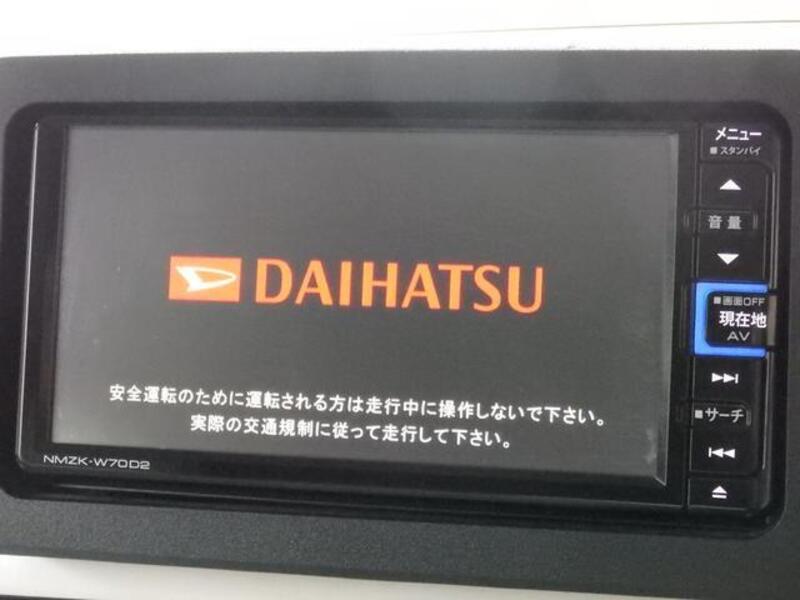 DAIHATSU
安全運転のために運転される方は走行中に操作しないで下さい。
実際の交通規制に従って走行して下さい。
NMZK-W70D2
メニュー
■スタンバイ
音量
■画面OFF
現在地
AV
■サーチ